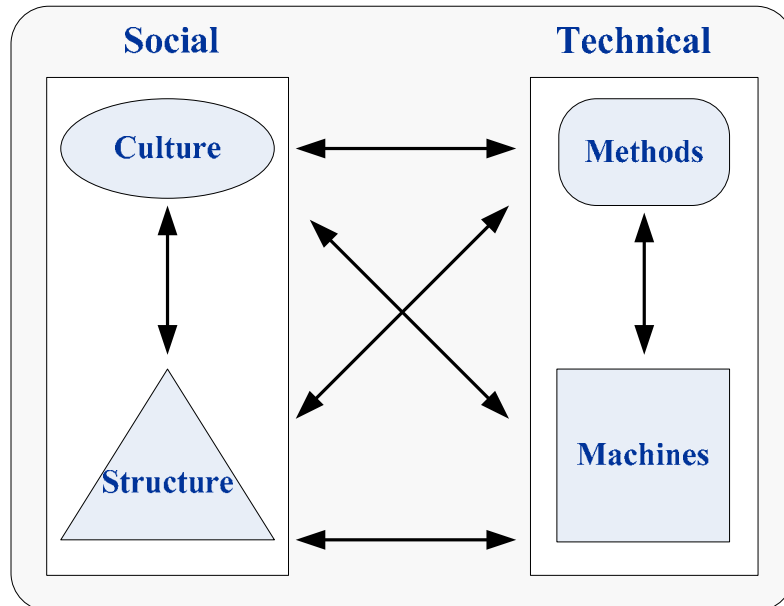 Social
Technical
Culture
Methods
Structure
Machines